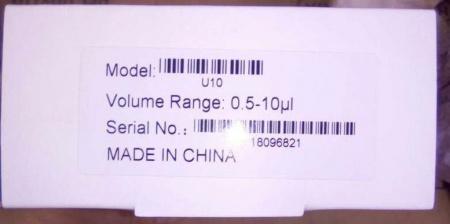 Model:
U10
Volume Range: 0.5-10µl
Serial No.:
18096821
MADE IN CHINA